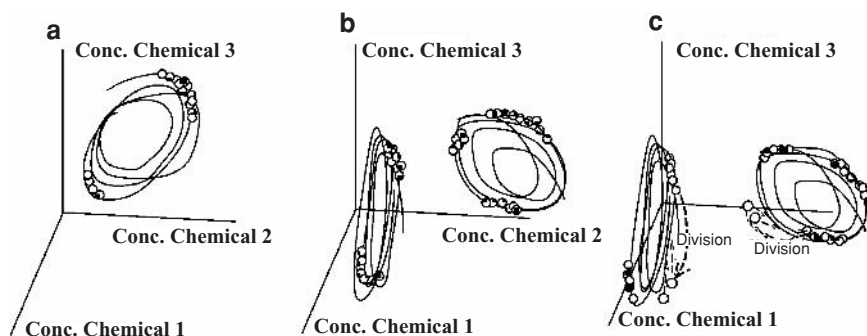 a
Conc. Chemical 3
Conc. Chemical 2
Conc. Chemical 1
b
Conc. Chemical 3
Conc. Chemical 2
Conc. Chemical 1
c
Conc. Chemical 3
Division
Division
Conc. Chemical 1